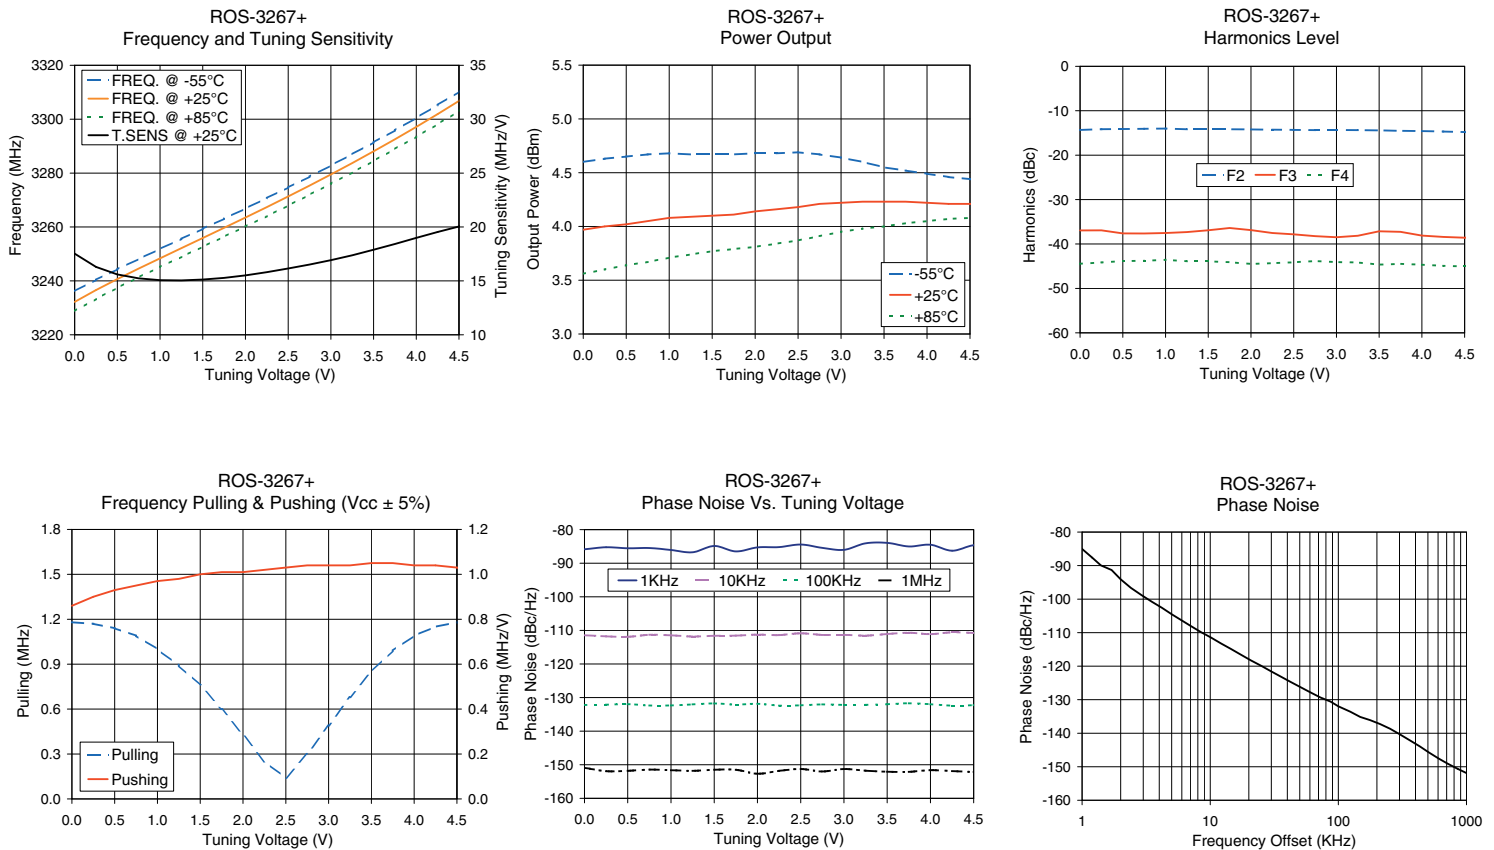 ROS-3267+
Frequency and Tuning Sensitivity
3320
3300
3280
3260
3240
3220
Frequency (MHz)
FREQ. @ -55°C
FREQ. @ +25°C
FREQ. @ +85°C
T.SENS @ +25°C
35
30
25
20
15
10
Tuning Sensitivity (MHz/V)
0.0 0.5 1.0 1.5 2.0 2.5 3.0 3.5 4.0 4.5
Tuning Voltage (V)
ROS-3267+
Power Output
5.5
5.0
4.5
4.0
3.5
3.0
Output Power (dBm)
-55°C
+25°C
+85°C
0.0 0.5 1.0 1.5 2.0 2.5 3.0 3.5 4.0 4.5
Tuning Voltage (V)
ROS-3267+
Harmonics Level
0
-10
-20
-30
-40
-50
-60
Harmonics (dBc)
F2 F3 F4
0.0 0.5 1.0 1.5 2.0 2.5 3.0 3.5 4.0 4.5
Tuning Voltage (V)
ROS-3267+
Frequency Pulling & Pushing (Vcc ± 5%)
1.8
1.5
1.2
0.9
0.6
0.3
0.0
Pulling (MHz)
Pulling
Pushing
1.2
1.0
0.8
0.6
0.4
0.2
0.0
Pushing (MHz/V)
0.0 0.5 1.0 1.5 2.0 2.5 3.0 3.5 4.0 4.5
Tuning Voltage (V)
ROS-3267+
Phase Noise Vs. Tuning Voltage
-80
-90
-100
-110
-120
-130
-140
-150
-160
Phase Noise (dBc/Hz)
1KHz 10KHz 100KHz 1MHz
0.0 0.5 1.0 1.5 2.0 2.5 3.0 3.5 4.0 4.5
Tuning Voltage (V)
ROS-3267+
Phase Noise
-80
-90
-100
-110
-120
-130
-140
-150
-160
Phase Noise (dBc/Hz)
1 10 100 1000
Frequency Offset (KHz)